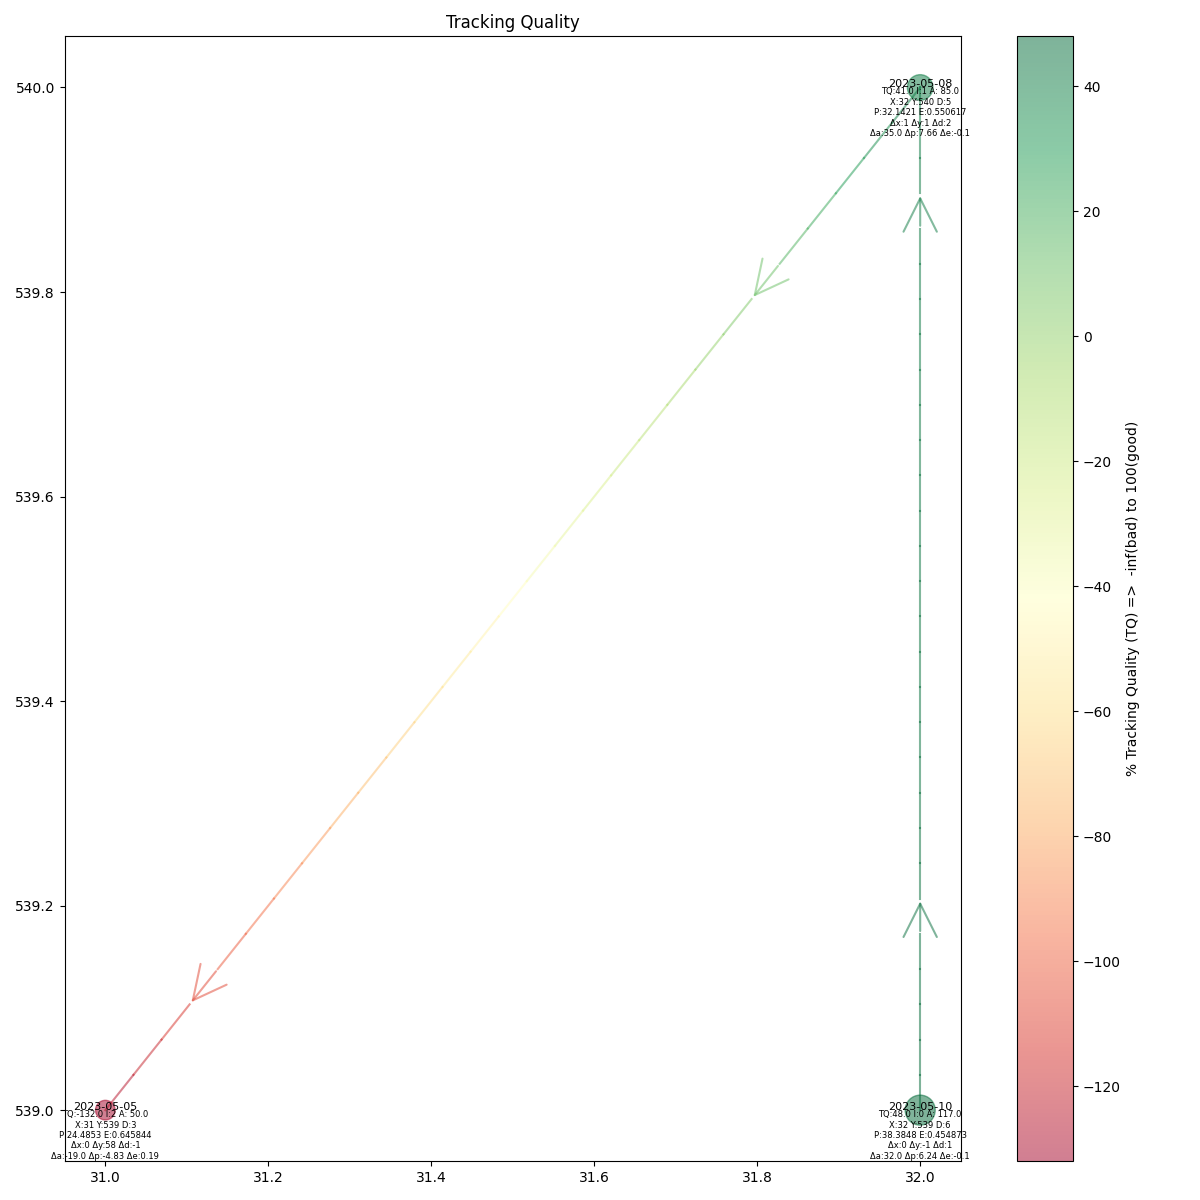 Tracking Quality
540.0
539.8
539.6
539.4
539.2
539.0
31.0
31.2
31.4
31.6
31.8
32.0
2023-05-08
TQ:41.0 I:1 A: 85.0
X:32 Y:540 D:5
P:32.1421 E:0.550617
Δx:1 Δy:1 Δd:2
Δa:35.0 Δp:7.66 Δe:-0.1
2023-05-05
TQ:-132.0 I:2 A: 50.0
X:31 Y:539 D:3
P:24.4853 E:0.645844
Δx:0 Δy:58 Δd:-1
Δa:-19.0 Δp:-4.83 Δe:0.19
2023-05-10
TQ:48.0 I:0 A: 117.0
X:32 Y:539 D:6
P:38.3848 E:0.454873
Δx:0 Δy:-1 Δd:1
Δa:32.0 Δp:6.24 Δe:-0.1
40
20
0
−20
−40
−60
−80
−100
−120
% Tracking Quality (TQ) => -inf(bad) to 100(good)